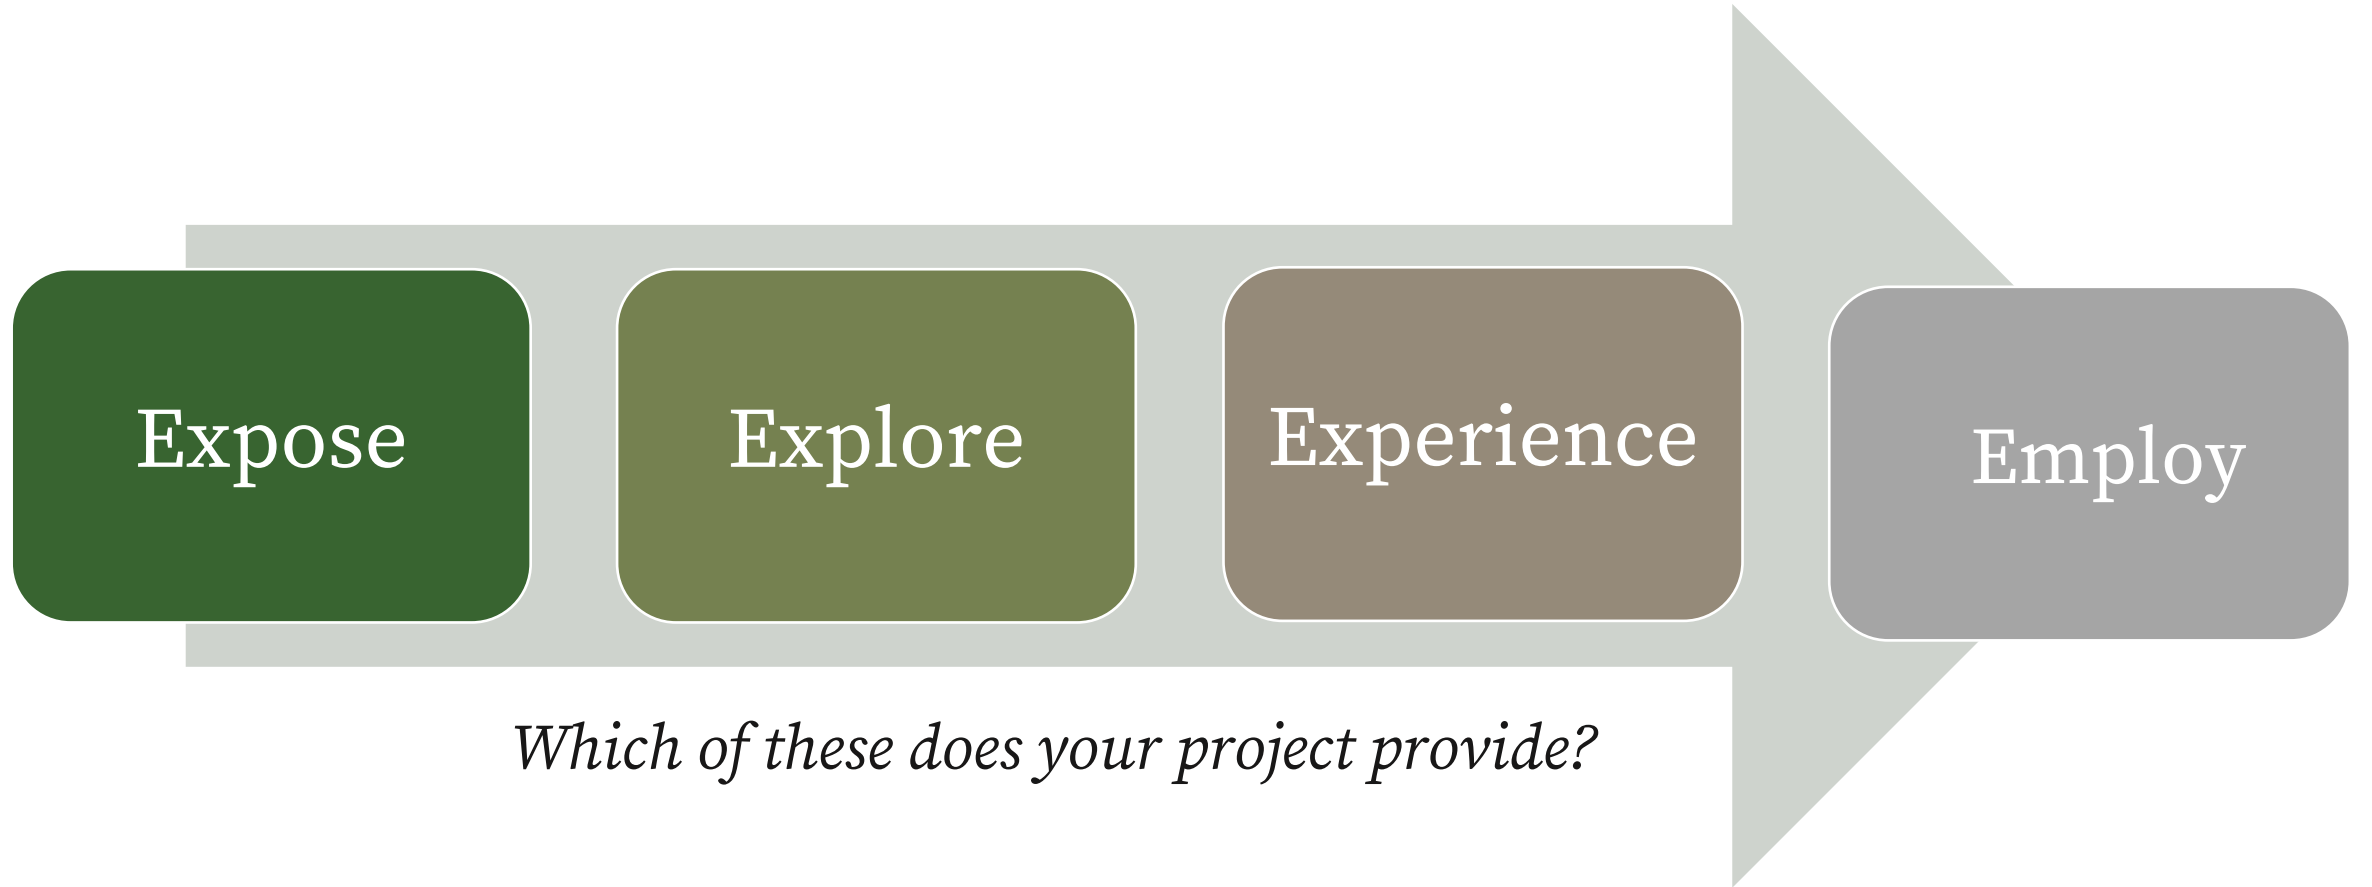 Expose
Explore
Experience
Employ
Which of these does your project provide?